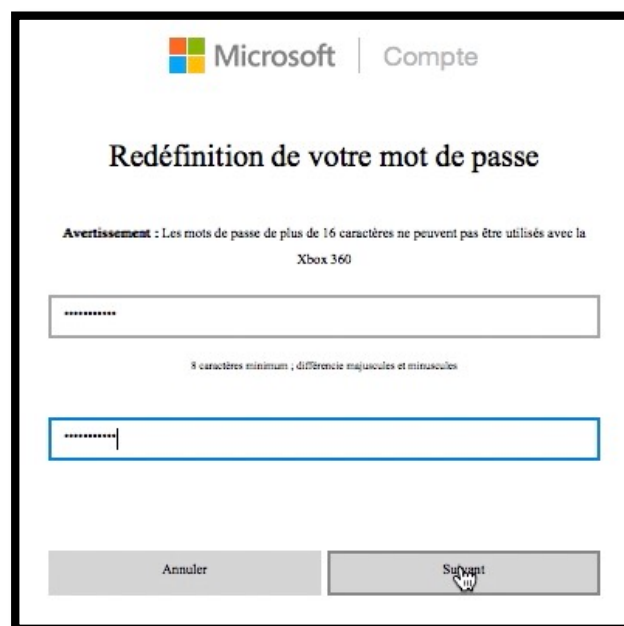 Microsoft | Compte
Redéfinition de votre mot de passe
Avertissement : Les mots de passe de plus de 16 caractères ne peuvent pas être utilisés avec la
Xbox 360
•••••••••••
8 caractères minimum ; différencie majuscules et minuscules
•••••••••••
Annuler Suivant